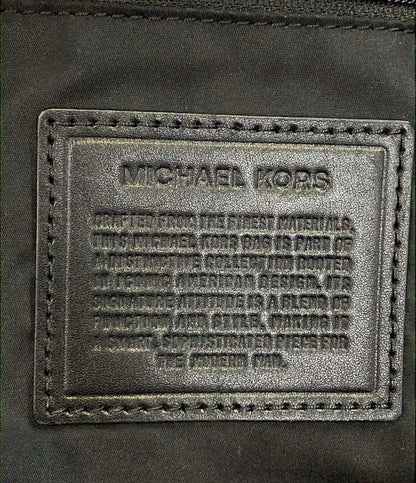 MICHAEL KORS
CRAFTED FROM THE FINEST MATERIALS,
THIS MICHAEL KORS BAG IS PART OF
A DISTINCTIVE COLLECTION ROOTED
IN ICONIC AMERICAN DESIGN. ITS
SIGNATURE ATTITUDE IS A BLEND OF
FUNCTION AND STYLE, MAKING IT
A SMART, SOPHISTICATED PIECE FOR
THE MODERN MAN.